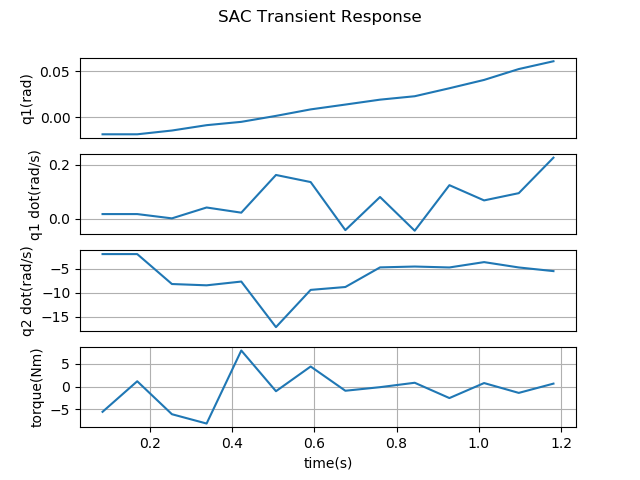 SAC Transient Response
q1(rad)
0.05
0.00
q1 dot(rad/s)
0.2
0.0
q2 dot(rad/s)
−5
−10
−15
torque(Nm)
5
0
−5
0.2 0.4 0.6 0.8 1.0 1.2
time(s)